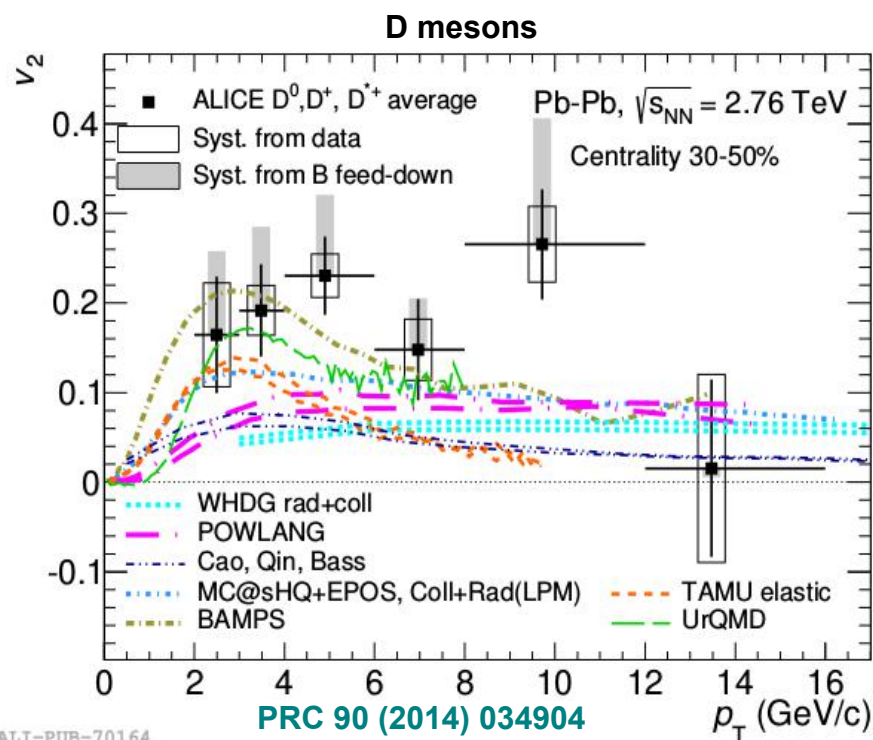 D mesons
v₂
ALICE D⁰,D⁺, D*⁺ average
Syst. from data
Syst. from B feed-down
Pb-Pb, √sNN = 2.76 TeV
Centrality 30-50%
0.4
0.3
0.2
0.1
0
-0.1
WHDG rad+coll
POWLANG
Cao, Qin, Bass
MC@sHQ+EPOS, Coll+Rad(LPM)
BAMPS
TAMU elastic
UrQMD
0 2 4 6 8 10 12 14 16
PRC 90 (2014) 034904
pT (GeV/c)
ALI-PUB-70164